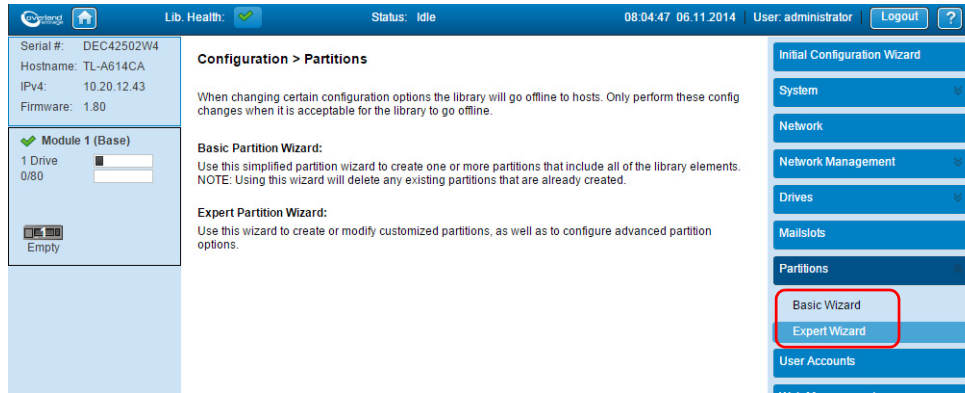 overland storage
Lib. Health:
Status: Idle
08:04:47 06.11.2014
User: administrator
Logout
?
Serial #: DEC42502W4
Hostname: TL-A614CA
IPv4: 10.20.12.43
Firmware: 1.80
Module 1 (Base)
1 Drive
0/80
1
Empty
Configuration > Partitions
When changing certain configuration options the library will go offline to hosts. Only perform these config
changes when it is acceptable for the library to go offline.
Basic Partition Wizard:
Use this simplified partition wizard to create one or more partitions that include all of the library elements.
NOTE: Using this wizard will delete any existing partitions that are already created.
Expert Partition Wizard:
Use this wizard to create or modify customized partitions, as well as to configure advanced partition
options.
Initial Configuration Wizard
System
Network
Network Management
Drives
Mailslots
Partitions
Basic Wizard
Expert Wizard
User Accounts